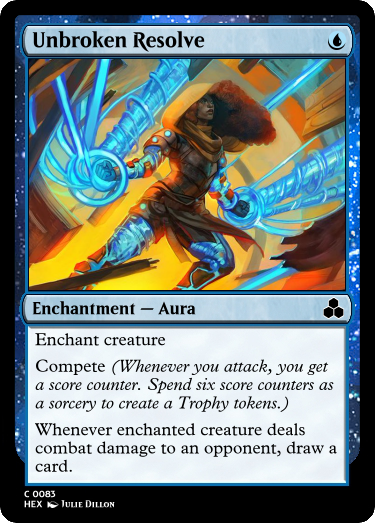 Unbroken Resolve
Enchantment — Aura
Enchant creature
Compete (Whenever you attack, you get
a score counter. Spend six score counters as
a sorcery to create a Trophy tokens.)
Whenever enchanted creature deals
combat damage to an opponent, draw a
card.
C 0083
HEX Julie Dillon